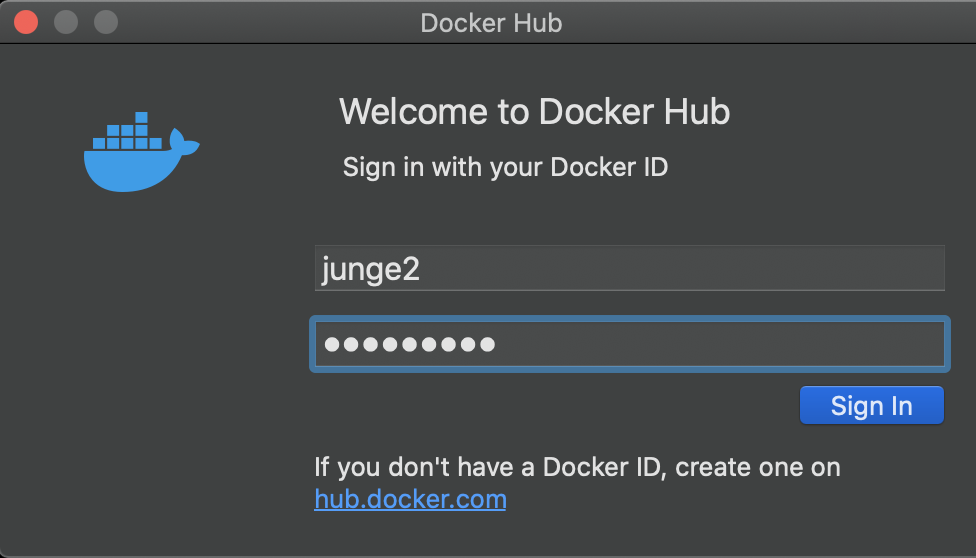 Docker Hub
Welcome to Docker Hub
Sign in with your Docker ID
junge2
●●●●●●●●●
Sign In
If you don't have a Docker ID, create one on
hub.docker.com